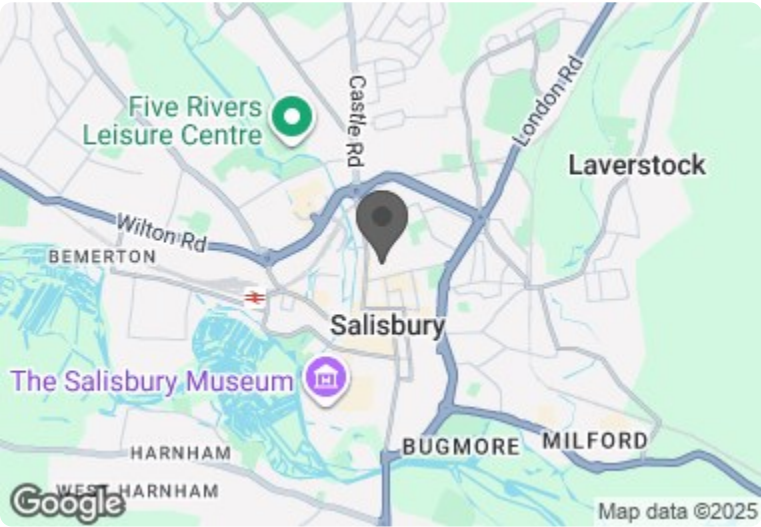 Five Rivers
Leisure Centre
Castle Rd
London Rd
Laverstock
Wilton Rd
BEMERTON
Salisbury
The Salisbury Museum
BUGMORE
MILFORD
HARNHAM
WEST HARNHAM
Google
Map data ©2025